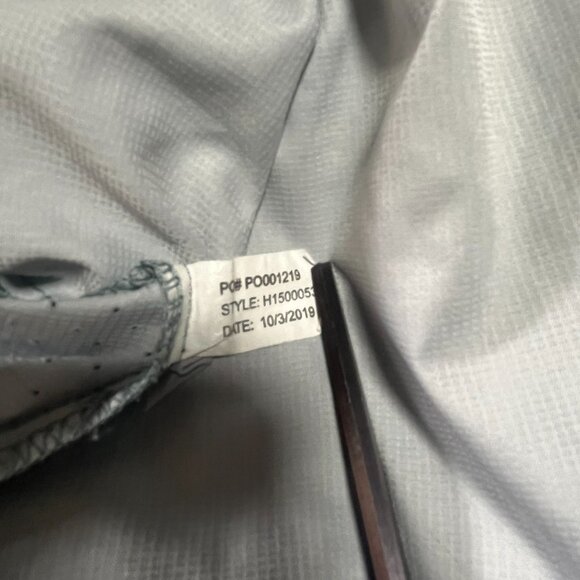 PO# PO001219
STYLE: H1500053
DATE: 10/3/2019